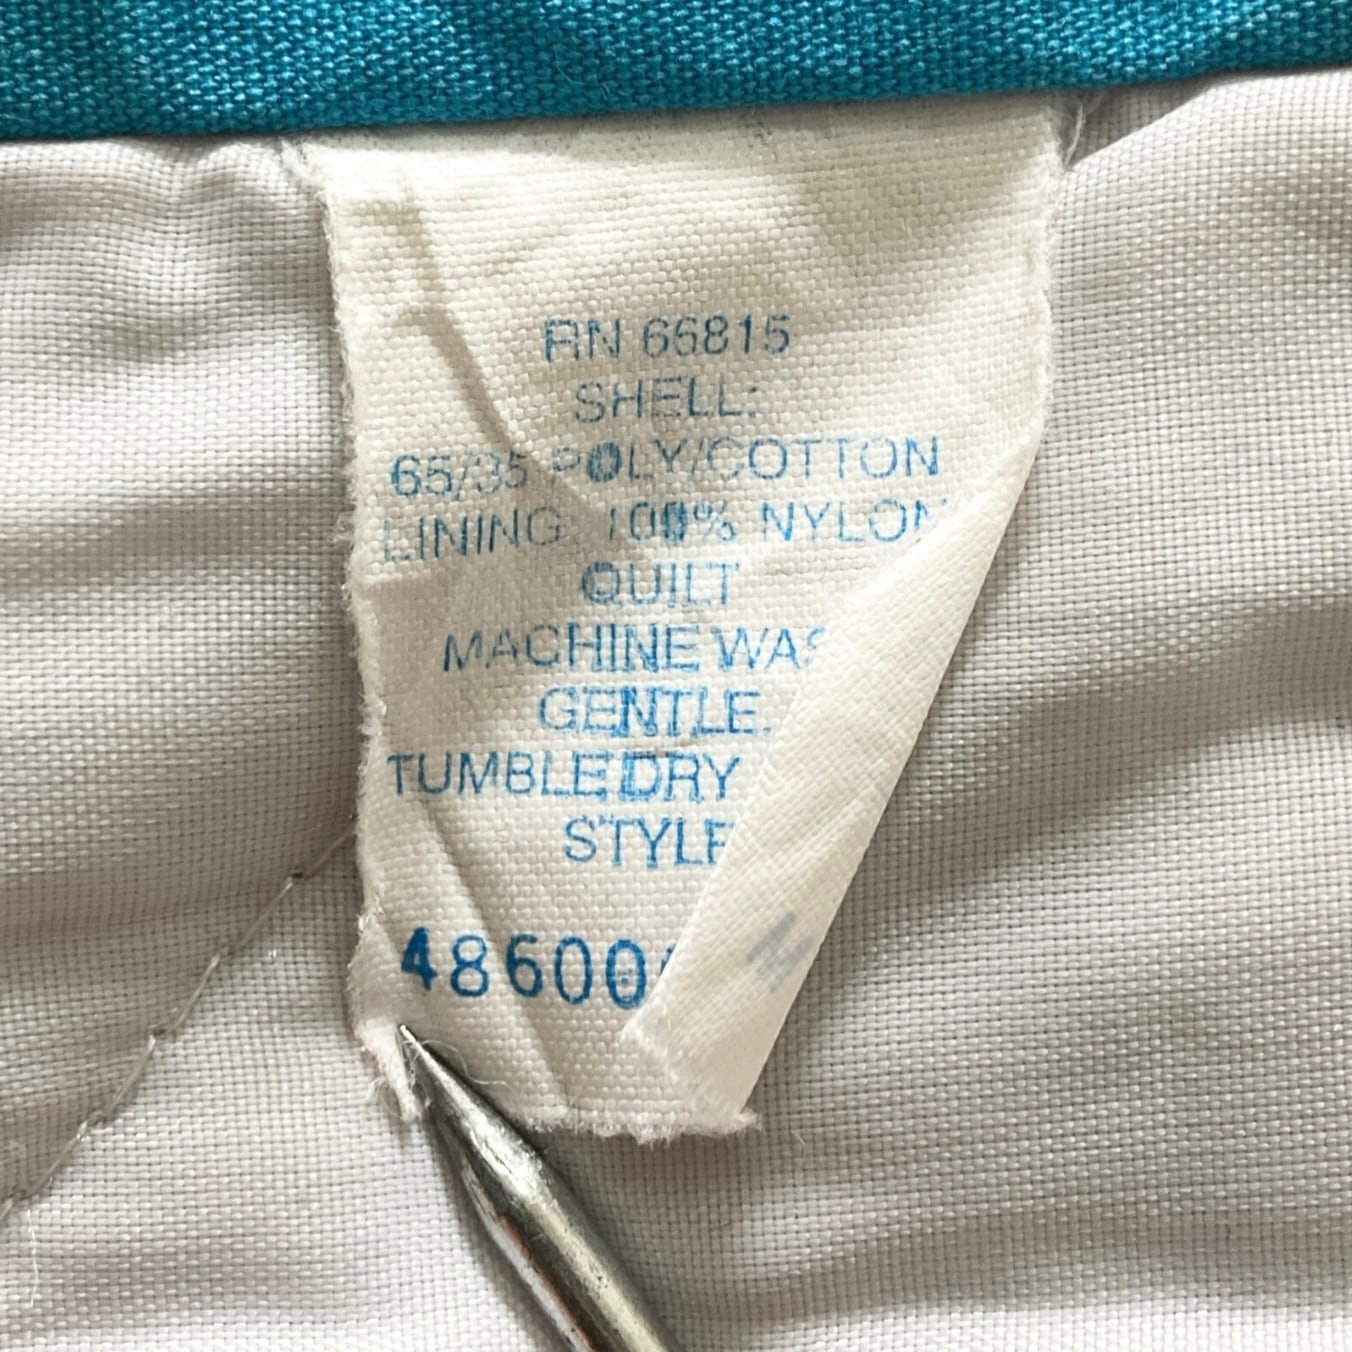 RN 66815
SHELL:
65/35 POLY/COTTON
LINING: 100% NYLON
QUILT
MACHINE WAS
GENTLE.
TUMBLE DRY
STYLE
48600